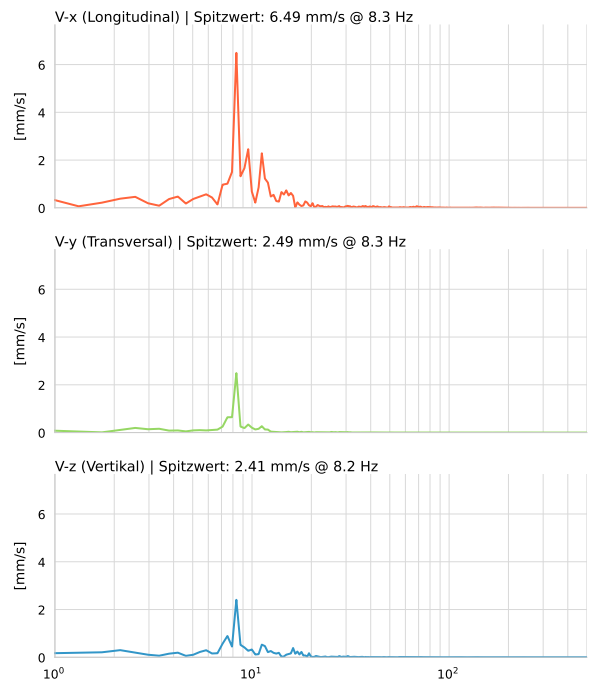 V-x (Longitudinal) | Spitzwert: 6.49 mm/s @ 8.3 Hz
[mm/s]
6
4
2
0
V-y (Transversal) | Spitzwert: 2.49 mm/s @ 8.3 Hz
[mm/s]
6
4
2
0
V-z (Vertikal) | Spitzwert: 2.41 mm/s @ 8.2 Hz
[mm/s]
6
4
2
0
10⁰ 10¹ 10²